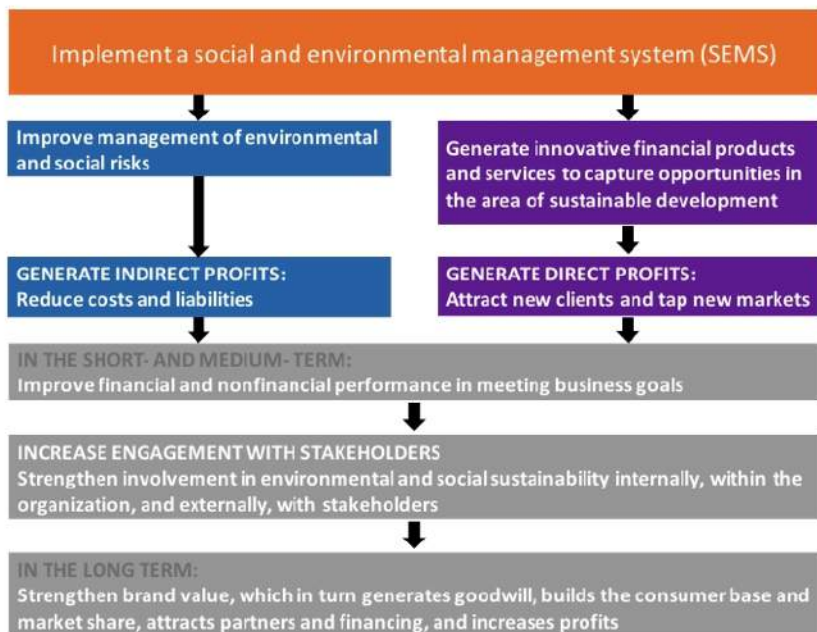 Implement a social and environmental management system (SEMS)
Improve management of environmental
and social risks
Generate innovative financial products
and services to capture opportunities in
the area of sustainable development
GENERATE INDIRECT PROFITS:
Reduce costs and liabilities
GENERATE DIRECT PROFITS:
Attract new clients and tap new markets
IN THE SHORT- AND MEDIUM- TERM:
Improve financial and nonfinancial performance in meeting business goals
INCREASE ENGAGEMENT WITH STAKEHOLDERS
Strengthen involvement in environmental and social sustainability internally, within the
organization, and externally, with stakeholders
IN THE LONG TERM:
Strengthen brand value, which in turn generates goodwill, builds the consumer base and
market share, attracts partners and financing, and increases profits